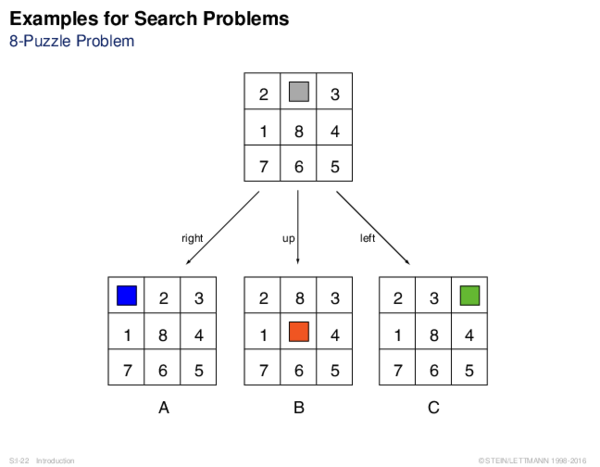 Examples for Search Problems
8-Puzzle Problem
2 3
1 8 4
7 6 5
right up left
2 3 2 8 3 2 3
1 8 4 1 4 1 8 4
7 6 5 7 6 5 7 6 5
A B C
S:I-22 Introduction ©STEIN/LETTMANN 1998-2016